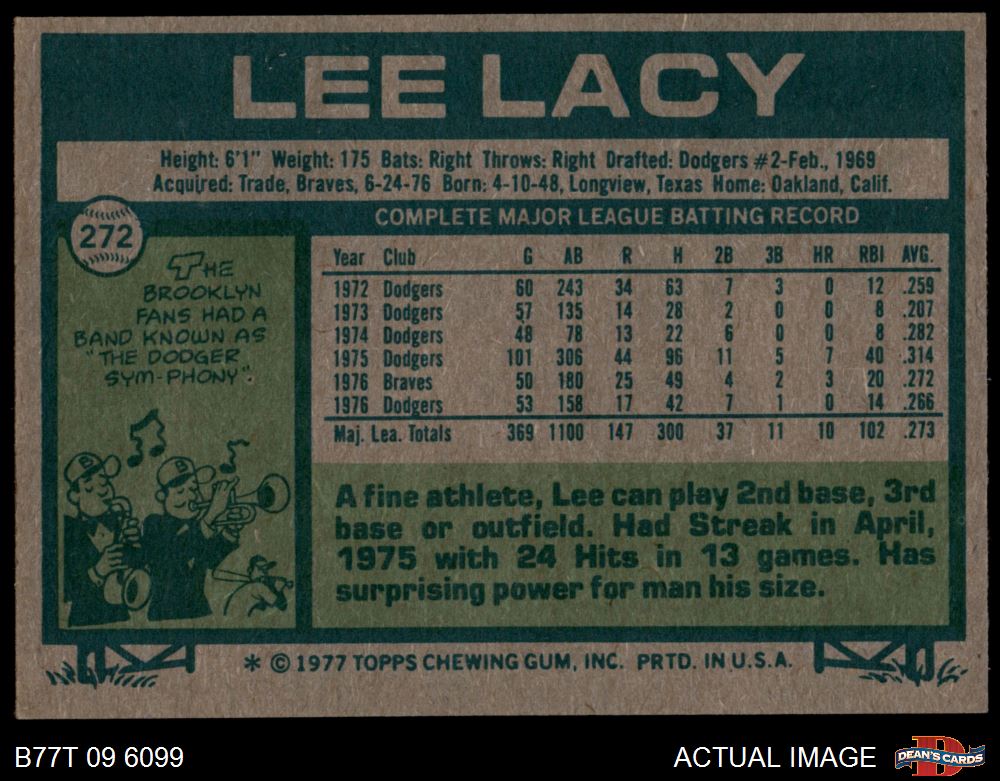 LEE LACY
Height: 6'1" Weight: 175 Bats: Right Throws: Right Drafted: Dodgers #2-Feb., 1969
Acquired: Trade, Braves, 6-24-76 Born: 4-10-48, Longview, Texas Home: Oakland, Calif.
272
THE
BROOKLYN
FANS HAD A
BAND KNOWN AS
"THE DODGER
SYM-PHONY".
B
B
COMPLETE MAJOR LEAGUE BATTING RECORD
Year Club G AB R H 2B 3B HR RBI AVG.
1972 Dodgers 60 243 34 63 7 3 0 12 .259
1973 Dodgers 57 135 14 28 2 0 0 8 .207
1974 Dodgers 48 78 13 22 6 0 0 8 .282
1975 Dodgers 101 306 44 96 11 5 7 40 .314
1976 Braves 50 180 25 49 4 2 3 20 .272
1976 Dodgers 53 158 17 42 7 1 0 14 .266
Maj. Lea. Totals 369 1100 147 300 37 11 10 102 .273
A fine athlete, Lee can play 2nd base, 3rd
base or outfield. Had Streak in April,
1975 with 24 Hits in 13 games. Has
surprising power for man his size.
* © 1977 TOPPS CHEWING GUM, INC. PRTD. IN U.S.A.
B77T 09 6099
ACTUAL IMAGE
D
DEAN'S CARDS